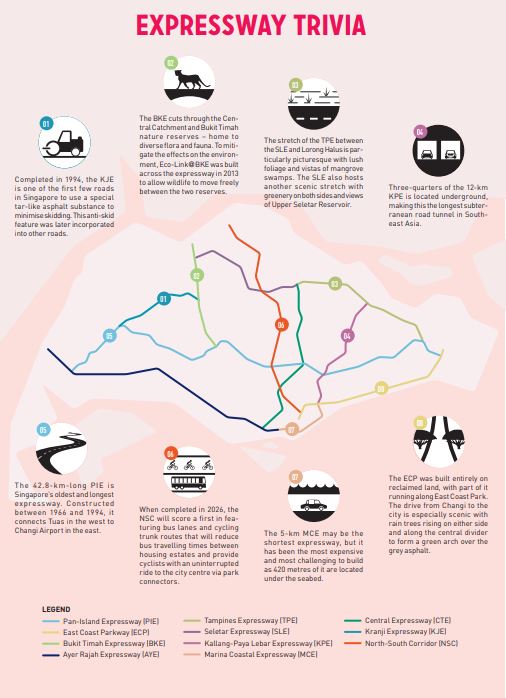 EXPRESSWAY TRIVIA
01
Completed in 1994, the KJE
is one of the first few roads
in Singapore to use a special
tar-like asphalt substance to
minimise skidding. This anti-skid
feature was later incorporated
into other roads.
02
The BKE cuts through the Cen-
tral Catchment and Bukit Timah
nature reserves – home to
diverse flora and fauna. To miti-
gate the effects on the environ-
ment, Eco-Link@BKE was built
across the expressway in 2013
to allow wildlife to move freely
between the two reserves.
03
The stretch of the TPE between
the SLE and Lorong Halus is par-
ticularly picturesque with lush
foliage and vistas of mangrove
swamps. The SLE also hosts
another scenic stretch with
greenery on both sides and views
of Upper Seletar Reservoir.
04
Three-quarters of the 12-km
KPE is located underground,
making this the longest subter-
ranean road tunnel in South-
east Asia.
02
01
03
05
06
04
08
07
05
The 42.8-km-long PIE is
Singapore's oldest and longest
expressway. Constructed
between 1966 and 1994, it
connects Tuas in the west to
Changi Airport in the east.
06
When completed in 2026, the
NSC will score a first in fea-
turing bus lanes and cycling
trunk routes that will reduce
bus travelling times between
housing estates and provide
cyclists with an uninterrupted
ride to the city centre via park
connectors.
07
The 5-km MCE may be the
shortest expressway, but it
has been the most expensive
and most challenging to build
as 420 metres of it are located
under the seabed.
08
The ECP was built entirely on
reclaimed land, with part of it
running along East Coast Park.
The drive from Changi to the
city is especially scenic with
rain trees rising on either side
and along the central divider
to form a green arch over the
grey asphalt.
LEGEND
Pan-Island Expressway (PIE)
East Coast Parkway (ECP)
Bukit Timah Expressway (BKE)
Ayer Rajah Expressway (AYE)
Tampines Expressway (TPE)
Seletar Expressway (SLE)
Kallang-Paya Lebar Expressway (KPE)
Marina Coastal Expressway (MCE)
Central Expressway (CTE)
Kranji Expressway (KJE)
North-South Corridor (NSC)